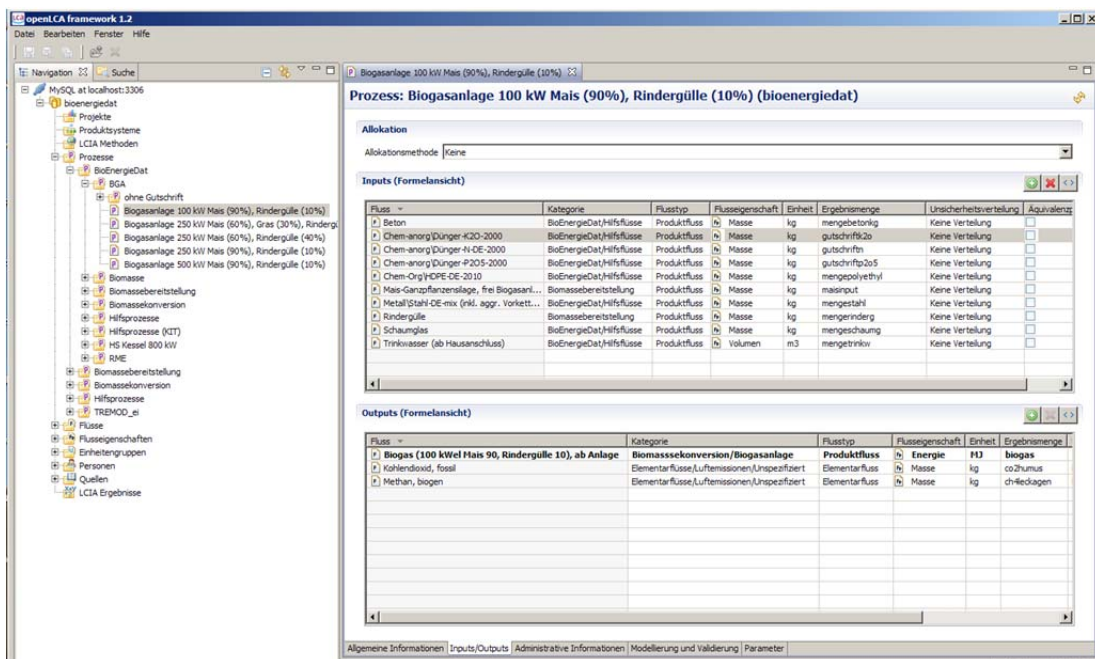 openLCA framework 1.2
Datei Bearbeiten Fenster Hilfe
Navigation Suche
MySQL at localhost:3306
bioenergiedat
Projekte
Produktsysteme
LCIA Methoden
Prozesse
BioEnergieDat
BGA
ohne Gutschrift
Biogasanlage 100 kW Mais (90%), Rindergülle (10%)
Biogasanlage 250 kW Mais (60%), Gras (30%), Rindergü
Biogasanlage 250 kW Mais (60%), Rindergülle (40%)
Biogasanlage 250 kW Mais (90%), Rindergülle (10%)
Biogasanlage 500 kW Mais (90%), Rindergülle (10%)
Biomasse
Biomassebereitstellung
Biomassekonversion
Hilfsprozesse
Hilfsprozesse (KIT)
HS Kessel 800 kW
RME
Biomassebereitstellung
Biomassekonversion
Hilfsprozesse
TREMOD_ei
Flüsse
Flusseigenschaften
Einheitengruppen
Personen
Quellen
LCIA Ergebnisse
Biogasanlage 100 kW Mais (90%), Rindergülle (10%)
Prozess: Biogasanlage 100 kW Mais (90%), Rindergülle (10%) (bioenergiedat)
Allokation
Allokationsmethode Keine
Inputs (Formelansicht)
Fluss Kategorie Flusstyp Flusseigenschaft Einheit Ergebnismenge Unsicherheitsverteilung Äquivalenzp
Beton BioEnergieDat/Hilfsflüsse Produktfluss Masse kg mengebetonkg Keine Verteilung
Chem-anorg\Dünger-K2O-2000 BioEnergieDat/Hilfsflüsse Produktfluss Masse kg gutschriftk2o Keine Verteilung
Chem-anorg\Dünger-N-DE-2000 BioEnergieDat/Hilfsflüsse Produktfluss Masse kg gutschriftn Keine Verteilung
Chem-anorg\Dünger-P2O5-2000 BioEnergieDat/Hilfsflüsse Produktfluss Masse kg gutschriftp2o5 Keine Verteilung
Chem-Org\HDPE-DE-2010 BioEnergieDat/Hilfsflüsse Produktfluss Masse kg mengepolyethyl Keine Verteilung
Mais-Ganzpflanzensilage, frei Biogasanl... Biomassebereitstellung Produktfluss Masse kg maisinput Keine Verteilung
Metall\Stahl-DE-mix (inkl. aggr. Vorkett... BioEnergieDat/Hilfsflüsse Produktfluss Masse kg mengestahl Keine Verteilung
Rindergülle Biomassebereitstellung Produktfluss Masse kg mengerinderg Keine Verteilung
Schaumglas BioEnergieDat/Hilfsflüsse Produktfluss Masse kg mengeschaumg Keine Verteilung
Trinkwasser (ab Hausanschluss) BioEnergieDat/Hilfsflüsse Produktfluss Volumen m3 mengetrinkw Keine Verteilung
Outputs (Formelansicht)
Fluss Kategorie Flusstyp Flusseigenschaft Einheit Ergebnismenge
Biogas (100 kWel Mais 90, Rindergülle 10), ab Anlage Biomasssekonversion/Biogasanlage Produktfluss Energie MJ biogas
Kohlendioxid, fossil Elementarflüsse/Luftemissionen/Unspezifiziert Elementarfluss Masse kg co2humus
Methan, biogen Elementarflüsse/Luftemissionen/Unspezifiziert Elementarfluss Masse kg ch4leckagen
Allgemeine Informationen Inputs/Outputs Administrative Informationen Modellierung und Validierung Parameter